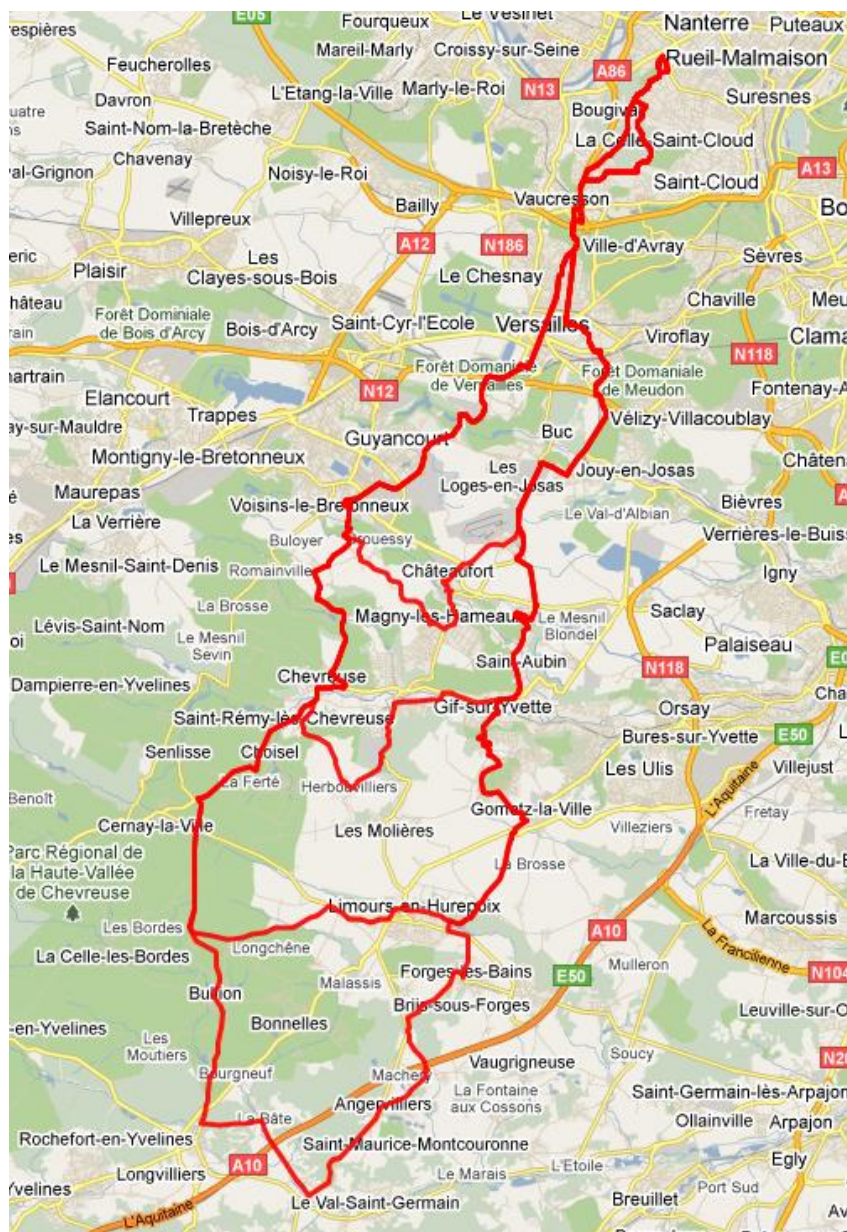 E05
Fourqueux
Le Vésinet
Nanterre
Puteaux
respières
Mareil-Marly
Croissy-sur-Seine
Rueil-Malmaison
Feucherolles
A86
L'Etang-la-Ville
Marly-le-Roi
N13
Suresnes
Davron
Bougival
Saint-Nom-la-Bretèche
La Celle-Saint-Cloud
Chavenay
val-Grignon
Noisy-le-Roi
Saint-Cloud
A13
Vaucresson
Bailly
Villepreux
A12
N186
Ville-d'Avray
Les
Clayes-sous-Bois
Plaisir
Le Chesnay
Sèvres
Château
Chaville
Forêt Dominiale
de Bois d'Arcy
Bois-d'Arcy
Saint-Cyr-l'Ecole
Versailles
Viroflay
N118
Forêt Domaniale
de Versailles
Forêt Domaniale
de Meudon
N12
Elancourt
Trappes
Fontenay-A
Vélizy-Villacoublay
ay-sur-Mauldre
Guyancourt
Buc
Montigny-le-Bretonneux
Les
Loges-en-Josas
Jouy-en-Josas
Châten
Maurepas
Voisins-le-Bretonneux
Bièvres
La Verrière
Le Val-d'Albian
Verrières-le-Buiss
Buloyer
Le Mesnil-Saint-Denis
Romainville
Châteaufort
Igny
La Brosse
Magny-les-Hameaux
Le Mesnil
Blondel
Saclay
Lévis-Saint-Nom
Le Mesnil
Sevin
Palaiseau
Saint-Aubin
Chevreuse
N118
Dampierre-en-Yvelines
Gif-sur-Yvette
Orsay
Saint-Rémy-lès-Chevreuse
Bures-sur-Yvette
E50
Senlisse
Choisel
Les Ulis
Villejust
La Ferté
Herbouvilliers
Benoît
L'Aquitaine
Gometz-la-Ville
Fretay
Cernay-la-Ville
Les Molières
Villeziers
Parc Régional de
la Haute-Vallée
de Chevreuse
La Brosse
La Ville-du-B
Limours-en-Hurepoix
Marcoussis
Les Bordes
A10
La Francilienne
La Celle-les-Bordes
Longchêne
Forges-les-Bains
E50
Mulleron
N104
Malassis
Bullion
Briis-sous-Forges
Leuville-sur-O
-en-Yvelines
Bonnelles
Les
Moutiers
Vaugrigneuse
Soucy
Bourgneuf
Machery
La Fontaine
aux Cossons
Saint-Germain-lès-Arpajon
Angervilliers
La Bâte
Ollainville
Arpajon
Rochefort-en-Yvelines
Saint-Maurice-Montcouronne
Egly
Longvilliers
A10
Le Marais
L'Etoile
Port Sud
Yvelines
Le Val-Saint-Germain
Breuillet
L'Aquitaine